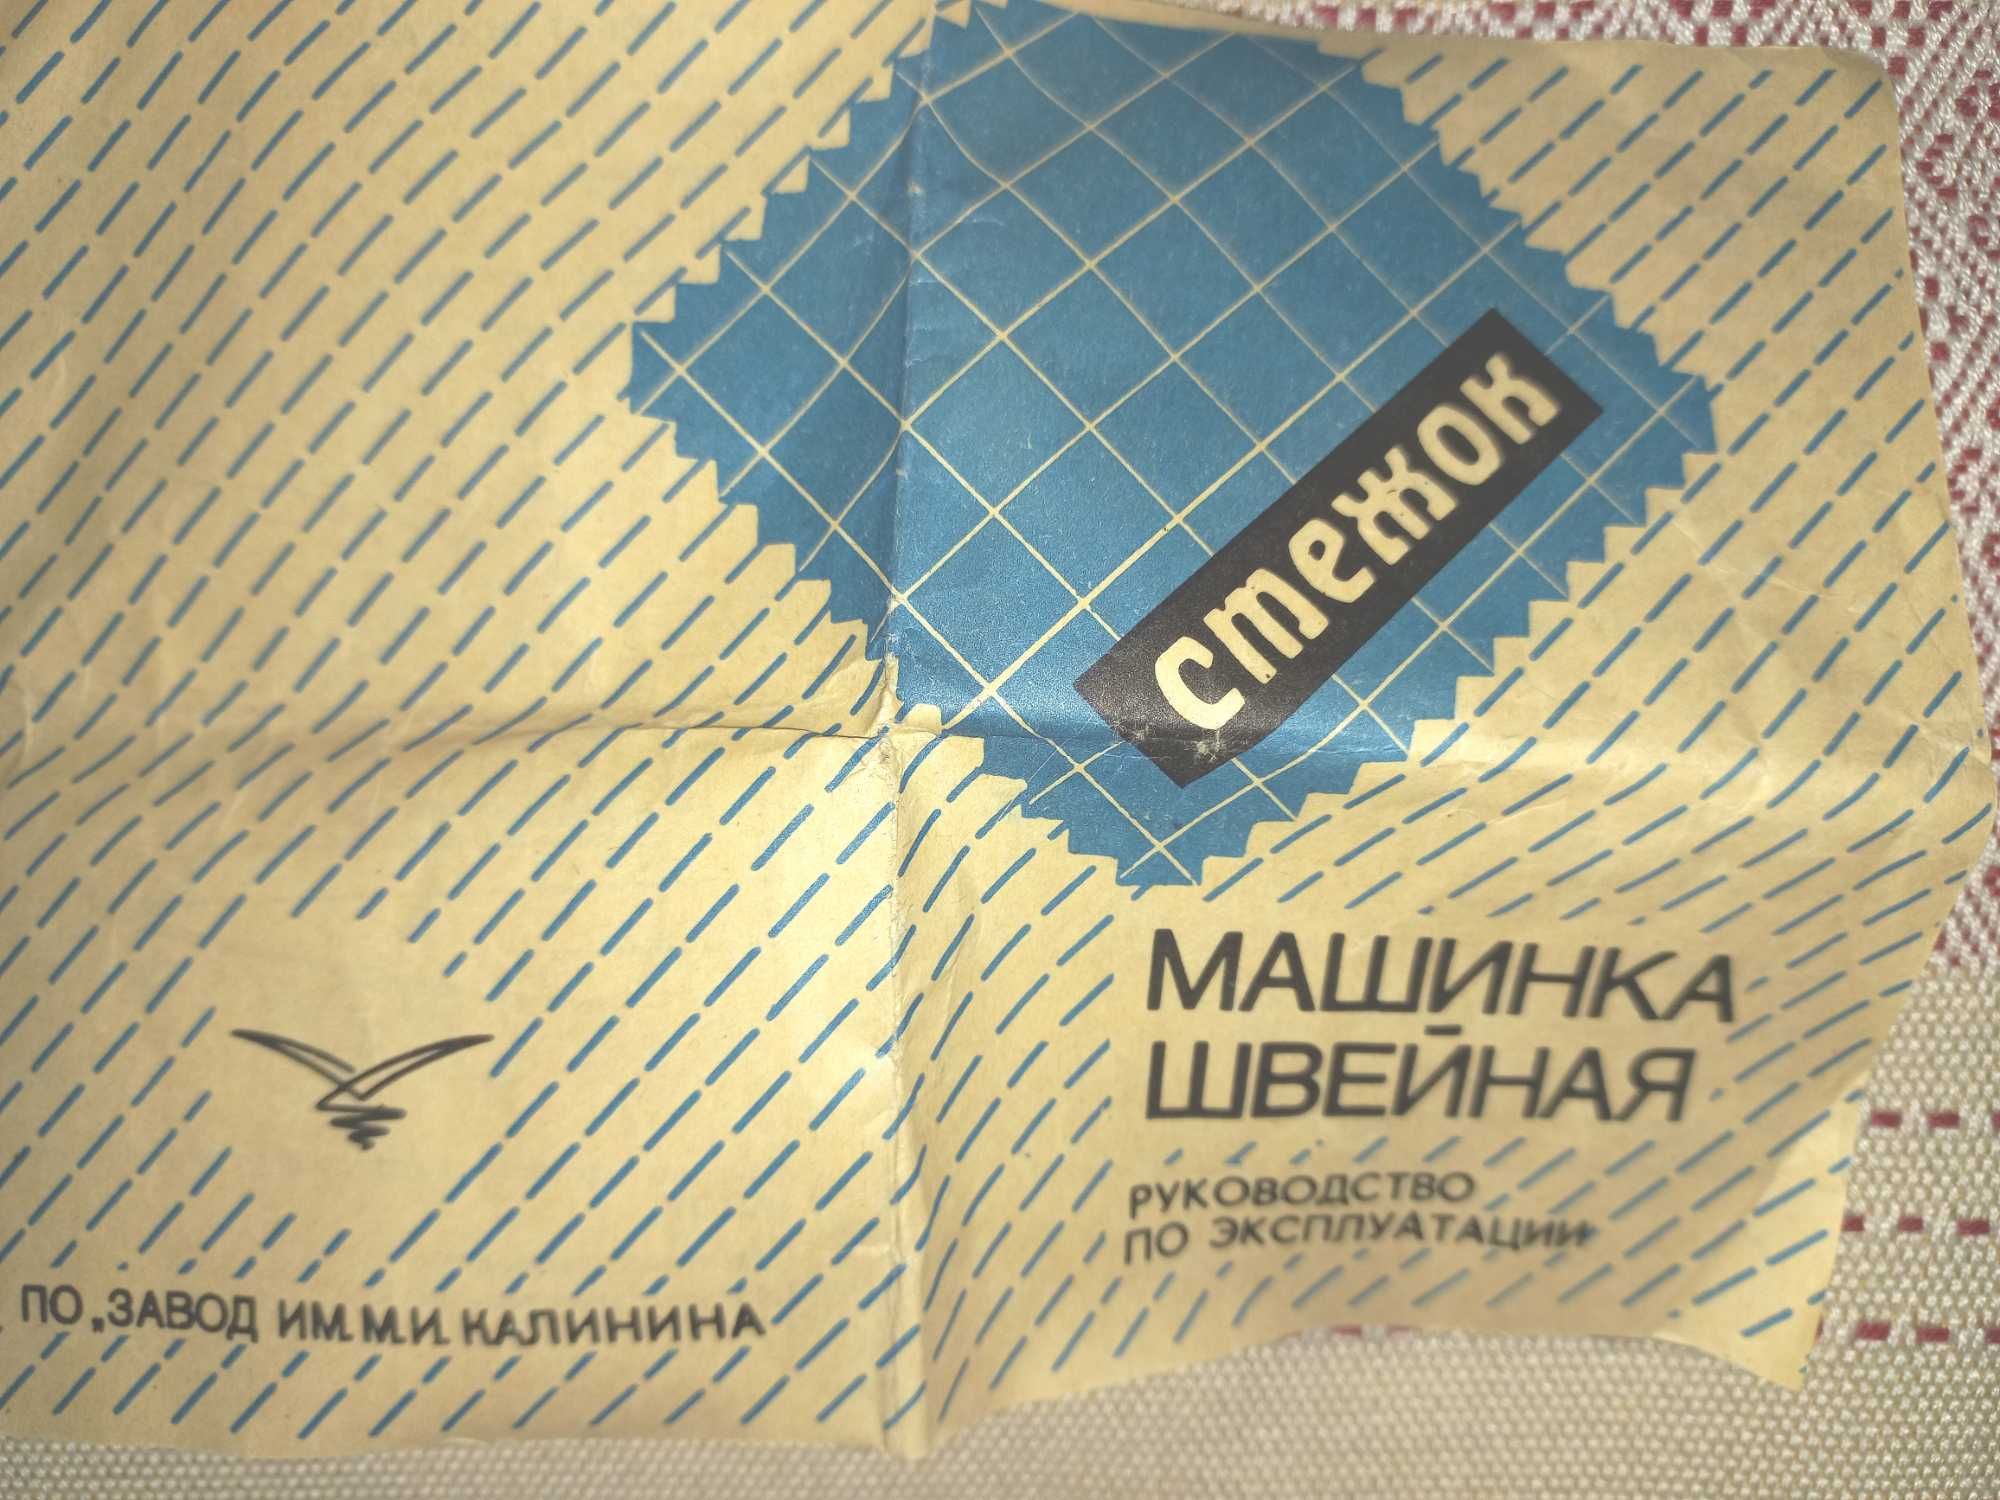 стежок
МАШИНКА
ШВЕЙНАЯ
РУКОВОДСТВО
ПО ЭКСПЛУАТАЦИИ
ПО „ЗАВОД ИМ. М.И. КАЛИНИНА